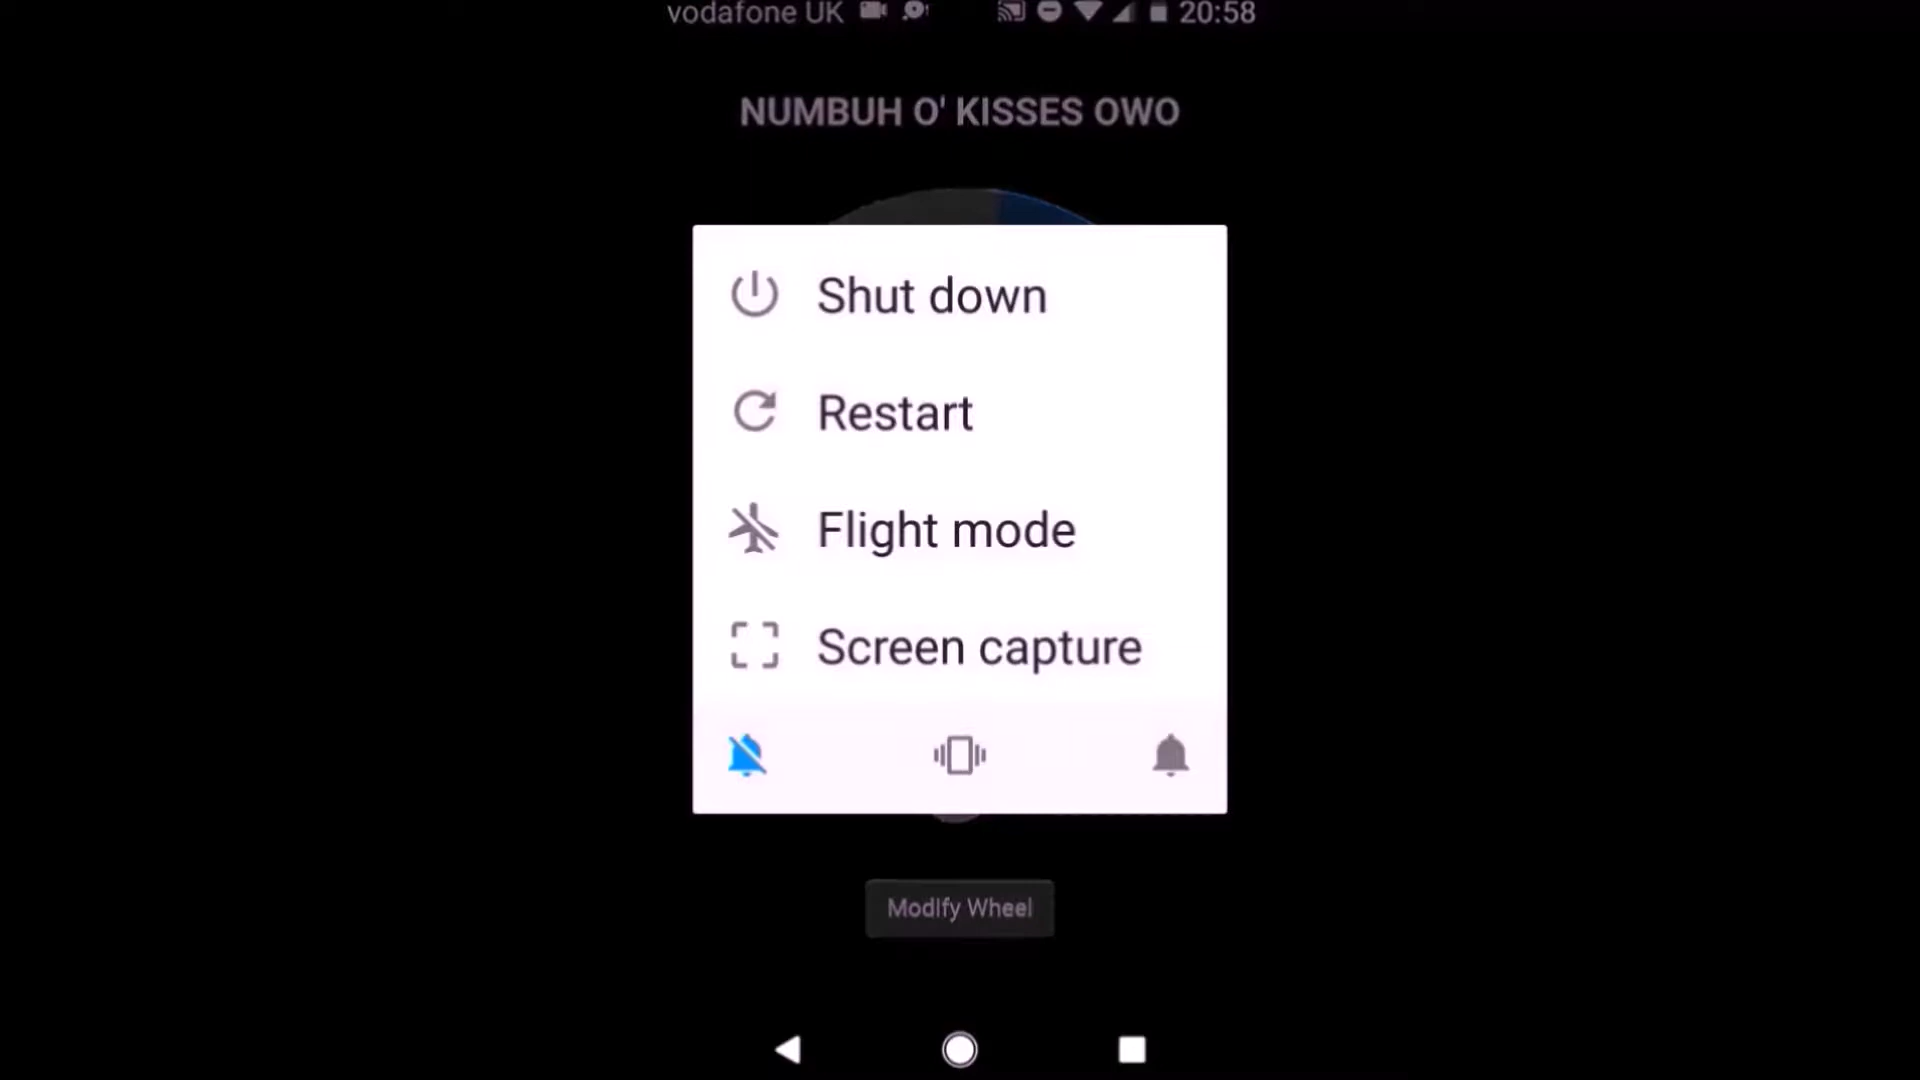 vodafone UK 20:58
NUMBUH O' KISSES OWO
Shut down
Restart
Flight mode
Screen capture
Modify Wheel